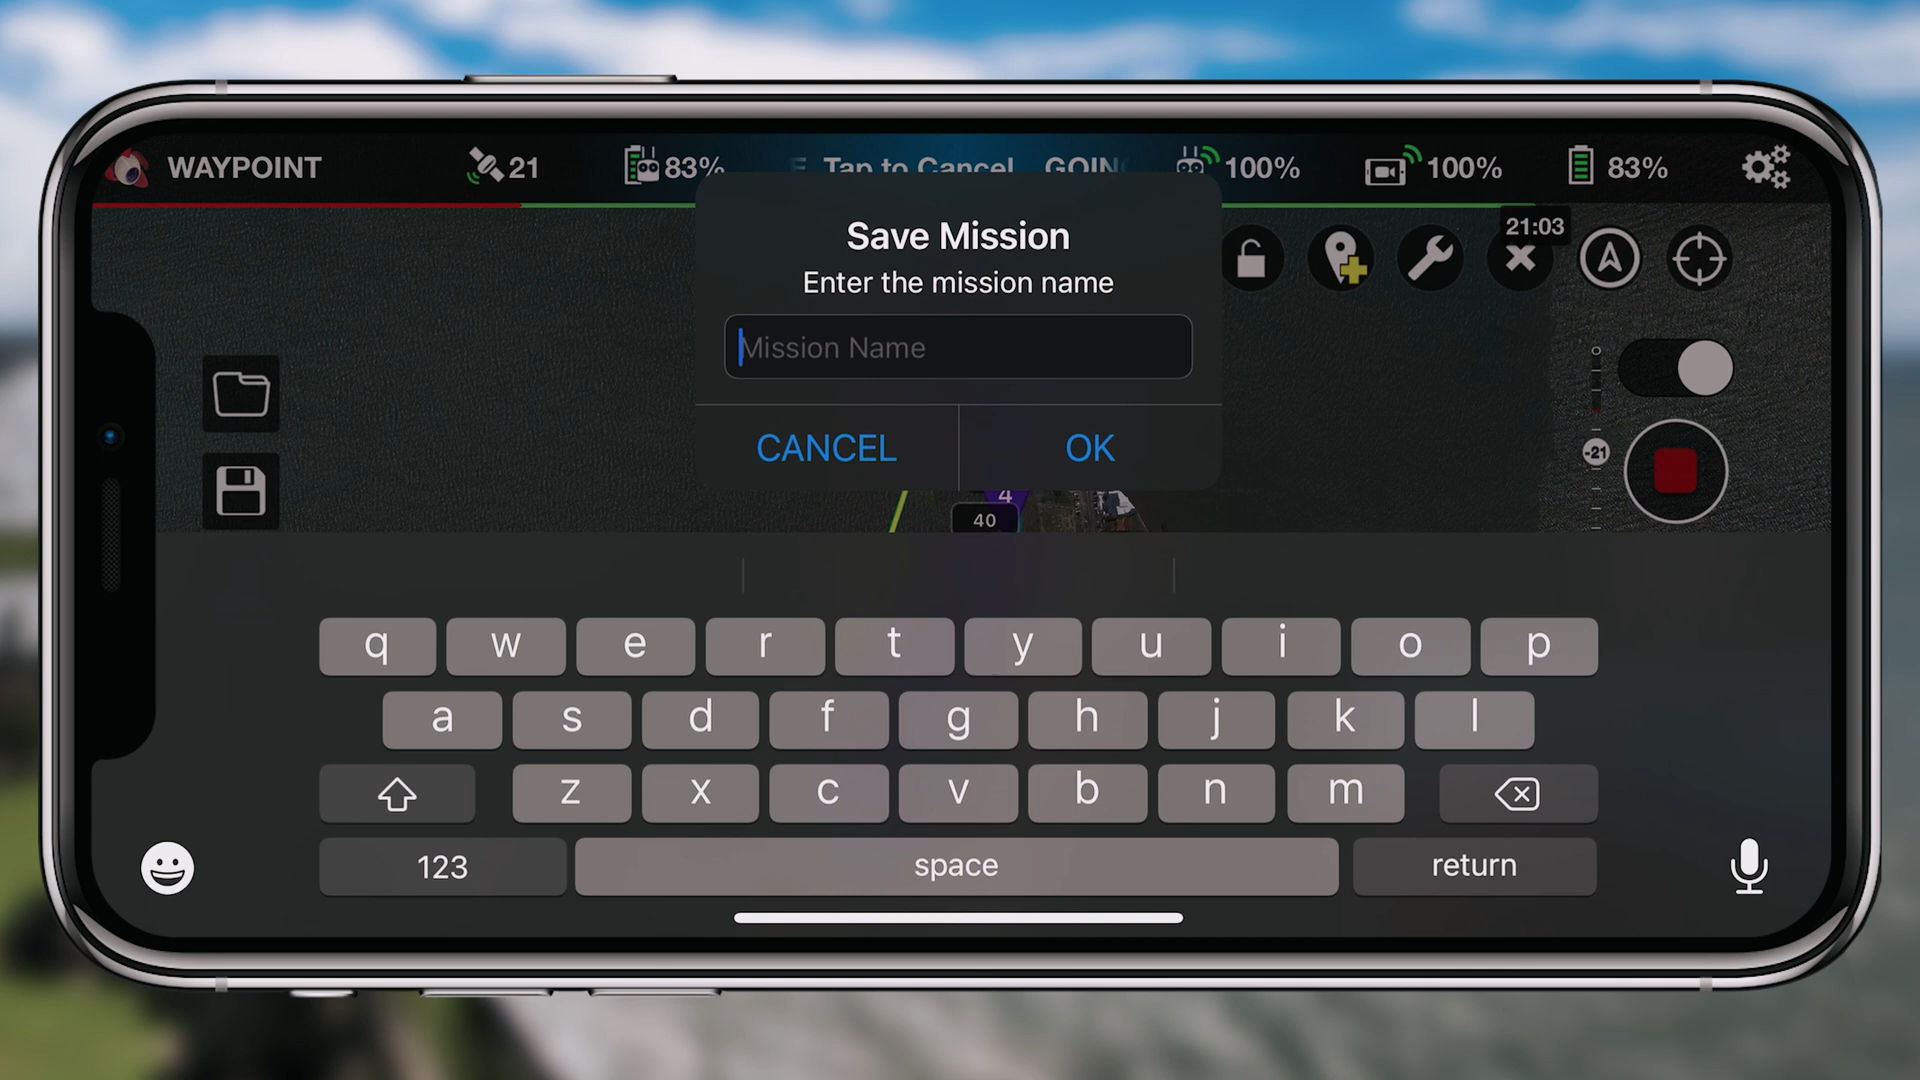 WAYPOINT
21
83%
Tap to Cancel
100%
100%
83%
21:03
Save Mission
Enter the mission name
Mission Name
CANCEL
OK
-21
4
40
q w e r t y u i o p
a s d f g h j k l
z x c v b n m
123
space
return